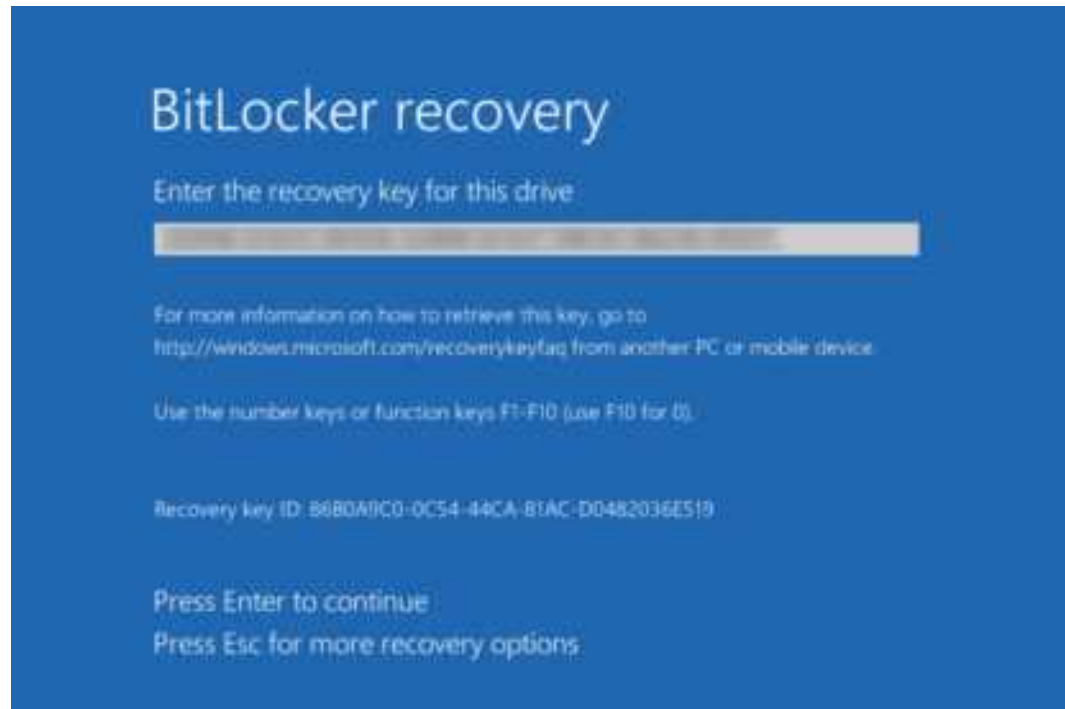 BitLocker recovery
Enter the recovery key for this drive
For more information on how to retrieve this key, go to
http://windows.microsoft.com/recoverykeyfaq from another PC or mobile device.
Use the number keys or function keys F1-F10 (use F10 for 0).
Recovery key ID: 86B0A9C0-0C54-44CA-81AC-D0482036E519
Press Enter to continue
Press Esc for more recovery options